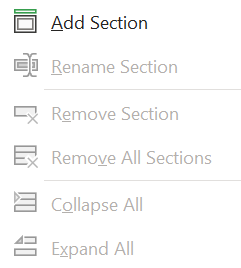 Add Section
Rename Section
Remove Section
Remove All Sections
Collapse All
Expand All